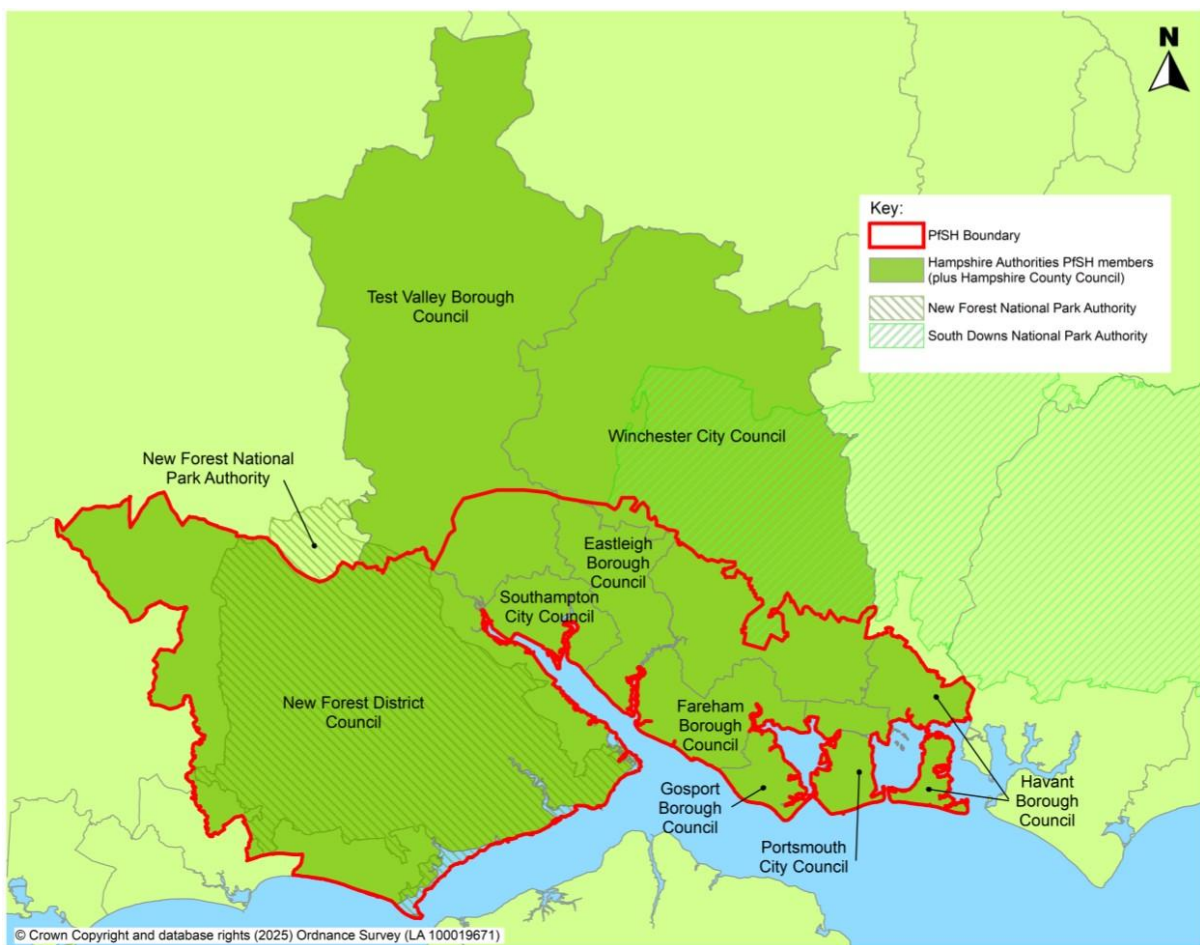 N
Key:
PfSH Boundary
Hampshire Authorities PfSH members
(plus Hampshire County Council)
New Forest National Park Authority
South Downs National Park Authority
Test Valley Borough
Council
Winchester City Council
New Forest National
Park Authority
Eastleigh
Borough
Council
Southampton
City Council
New Forest District
Council
Fareham
Borough
Council
Gosport
Borough
Council
Portsmouth
City Council
Havant
Borough
Council
© Crown Copyright and database rights (2025) Ordnance Survey (LA 100019671)